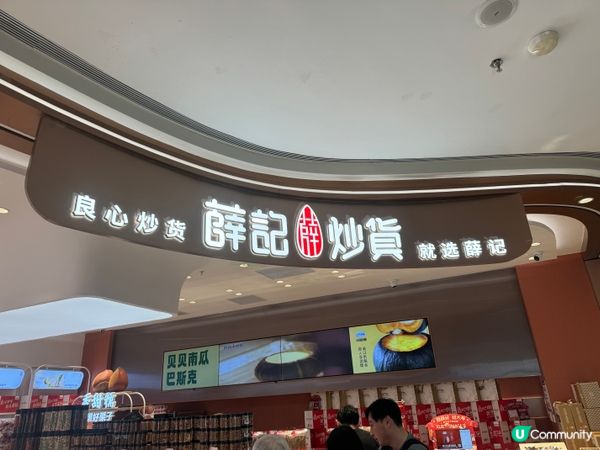 良心炒货
薛記
薛
炒貨
就选薛记
贝贝南瓜
巴斯克
U Community